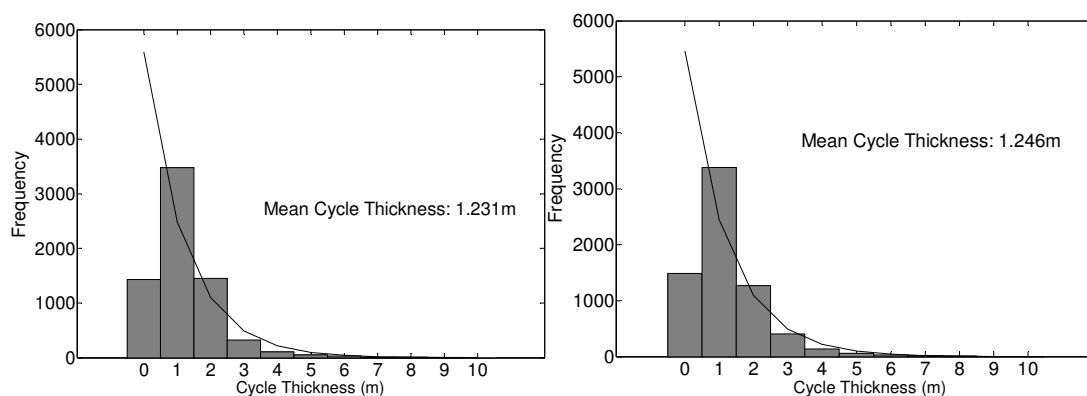 6000
5000
4000
3000
2000
1000
0
Frequency
Mean Cycle Thickness: 1.231m
0 1 2 3 4 5 6 7 8 9 10
Cycle Thickness (m)
6000
5000
4000
3000
2000
1000
0
Frequency
Mean Cycle Thickness: 1.246m
0 1 2 3 4 5 6 7 8 9 10
Cycle Thickness (m)